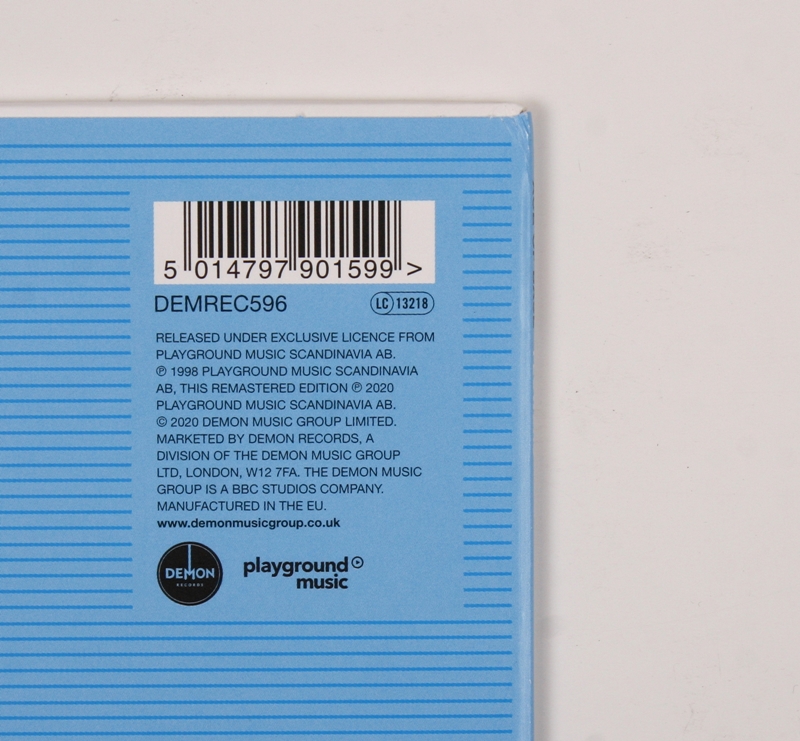 5 014797 901599 >
DEMREC596
LC 13218
RELEASED UNDER EXCLUSIVE LICENCE FROM
PLAYGROUND MUSIC SCANDINAVIA AB.
℗ 1998 PLAYGROUND MUSIC SCANDINAVIA
AB, THIS REMASTERED EDITION ℗ 2020
PLAYGROUND MUSIC SCANDINAVIA AB.
© 2020 DEMON MUSIC GROUP LIMITED.
MARKETED BY DEMON RECORDS, A
DIVISION OF THE DEMON MUSIC GROUP
LTD, LONDON, W12 7FA. THE DEMON MUSIC
GROUP IS A BBC STUDIOS COMPANY.
MANUFACTURED IN THE EU.
www.demonmusicgroup.co.uk
DEMON
RECORDS
playground
music